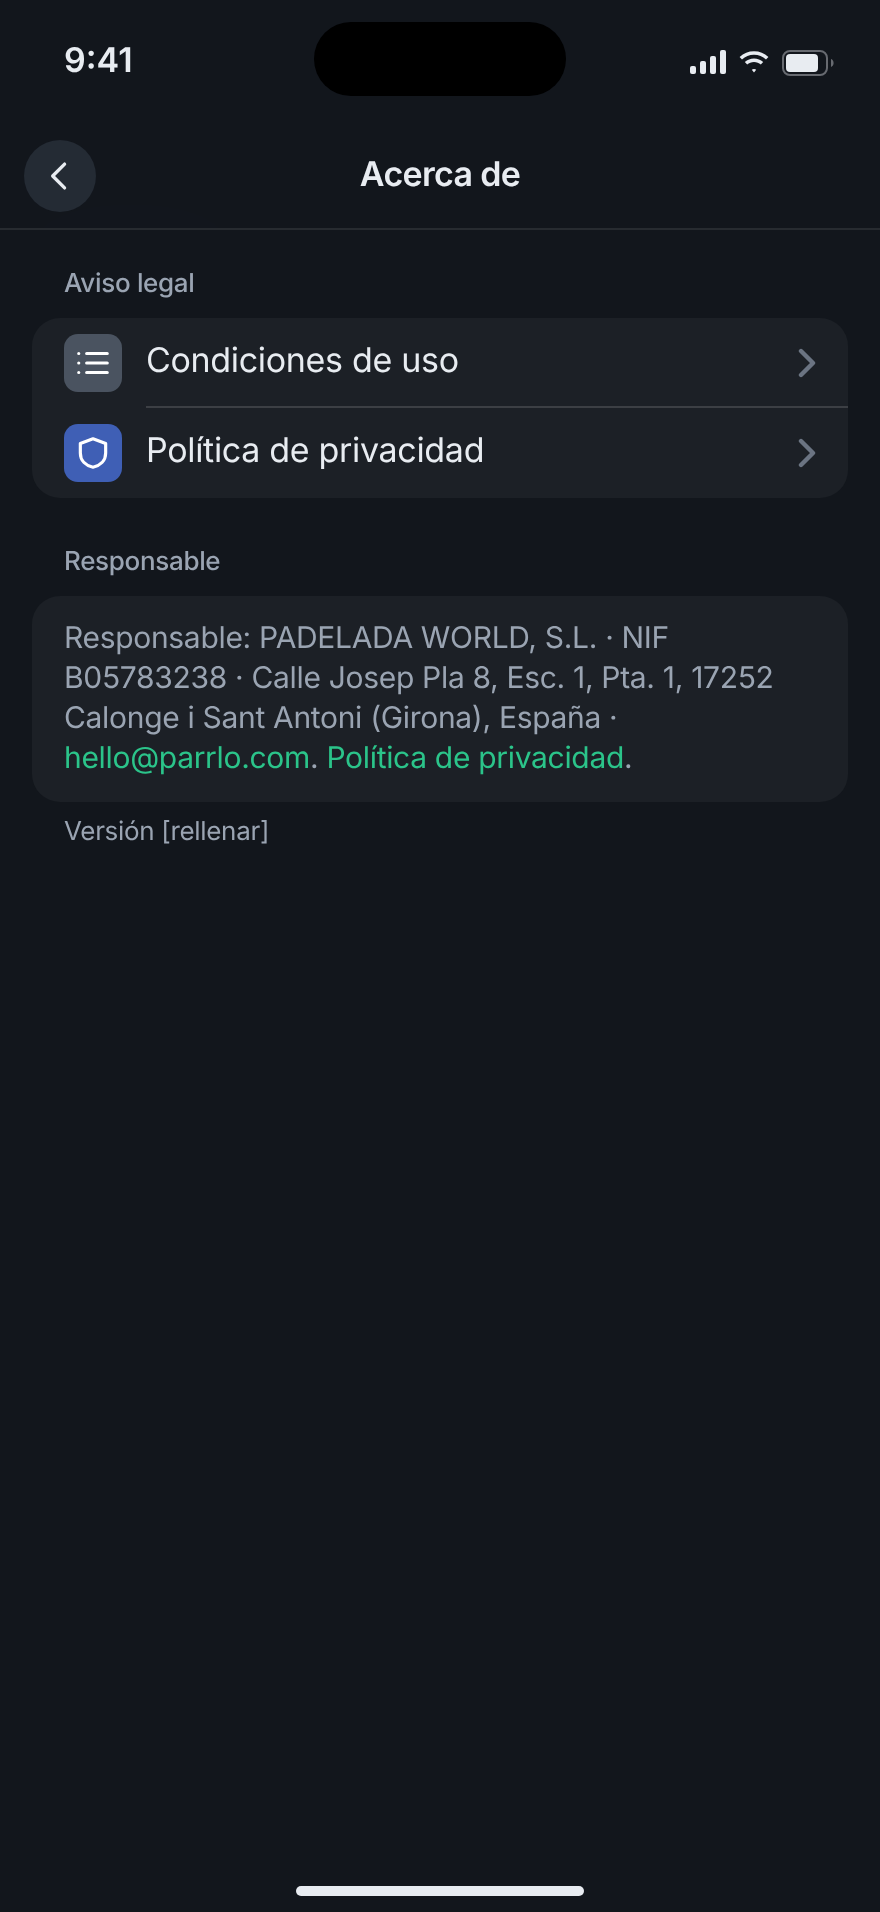 9:41
Acerca de
Aviso legal
Condiciones de uso
Política de privacidad
Responsable
Responsable: PADELADA WORLD, S.L. · NIF
B05783238 · Calle Josep Pla 8, Esc. 1, Pta. 1, 17252
Calonge i Sant Antoni (Girona), España ·
hello@parrlo.com. Política de privacidad.
Versión [rellenar]